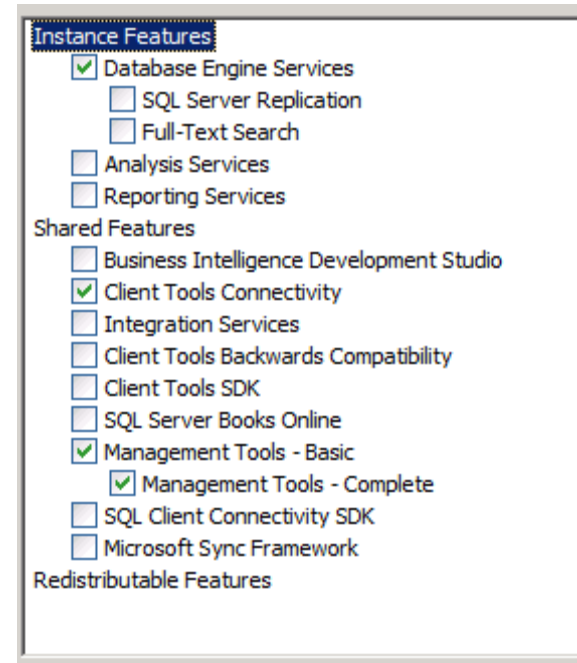 Instance Features
Database Engine Services
SQL Server Replication
Full-Text Search
Analysis Services
Reporting Services
Shared Features
Business Intelligence Development Studio
Client Tools Connectivity
Integration Services
Client Tools Backwards Compatibility
Client Tools SDK
SQL Server Books Online
Management Tools - Basic
Management Tools - Complete
SQL Client Connectivity SDK
Microsoft Sync Framework
Redistributable Features